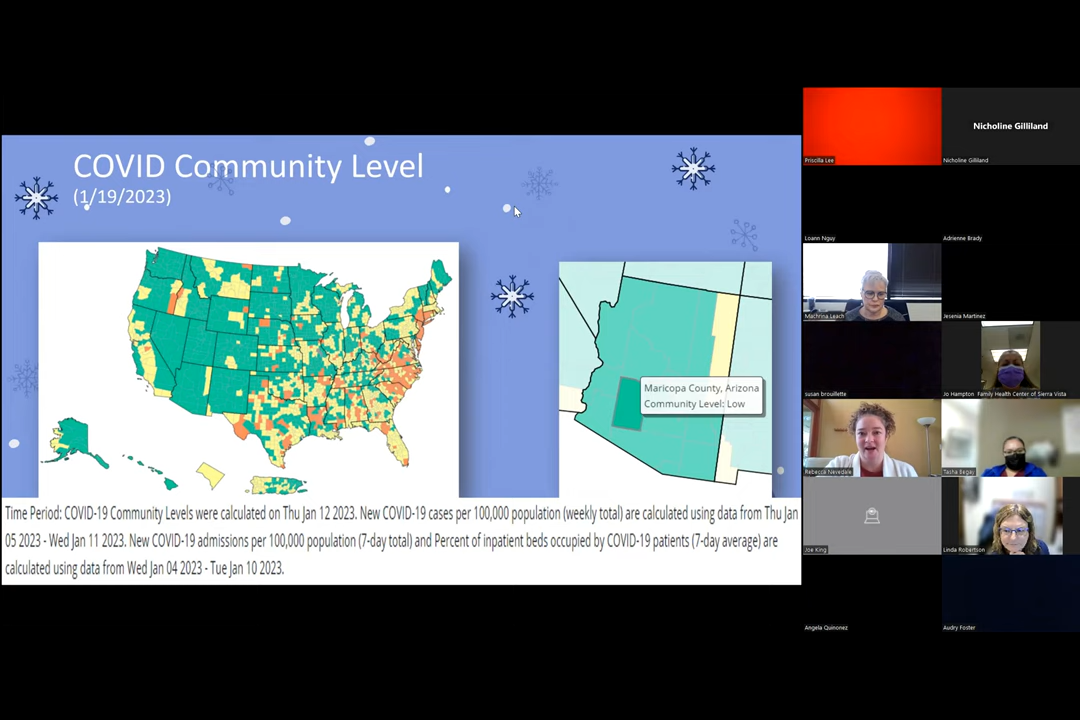 COVID Community Level
(1/19/2023)
Maricopa County, Arizona
Community Level: Low
Time Period: COVID-19 Community Levels were calculated on Thu Jan 12 2023. New COVID-19 cases per 100,000 population (weekly total) are calculated using data from Thu Jan
05 2023 - Wed Jan 11 2023. New COVID-19 admissions per 100,000 population (7-day total) and Percent of inpatient beds occupied by COVID-19 patients (7-day average) are
calculated using data from Wed Jan 04 2023 - Tue Jan 10 2023.
Nicholine Gilliland
Priscilla Lee
Nicholine Gilliland
Loann Nguy
Adrienne Brady
Machrina Leach
Jesenia Martinez
susan brouillette
Jo Hampton Family Health Center of Sierra Vista
Rebecca Nevedale
Tasha Begay
Joe King
Linda Robertson
Angela Quinonez
Audry Foster